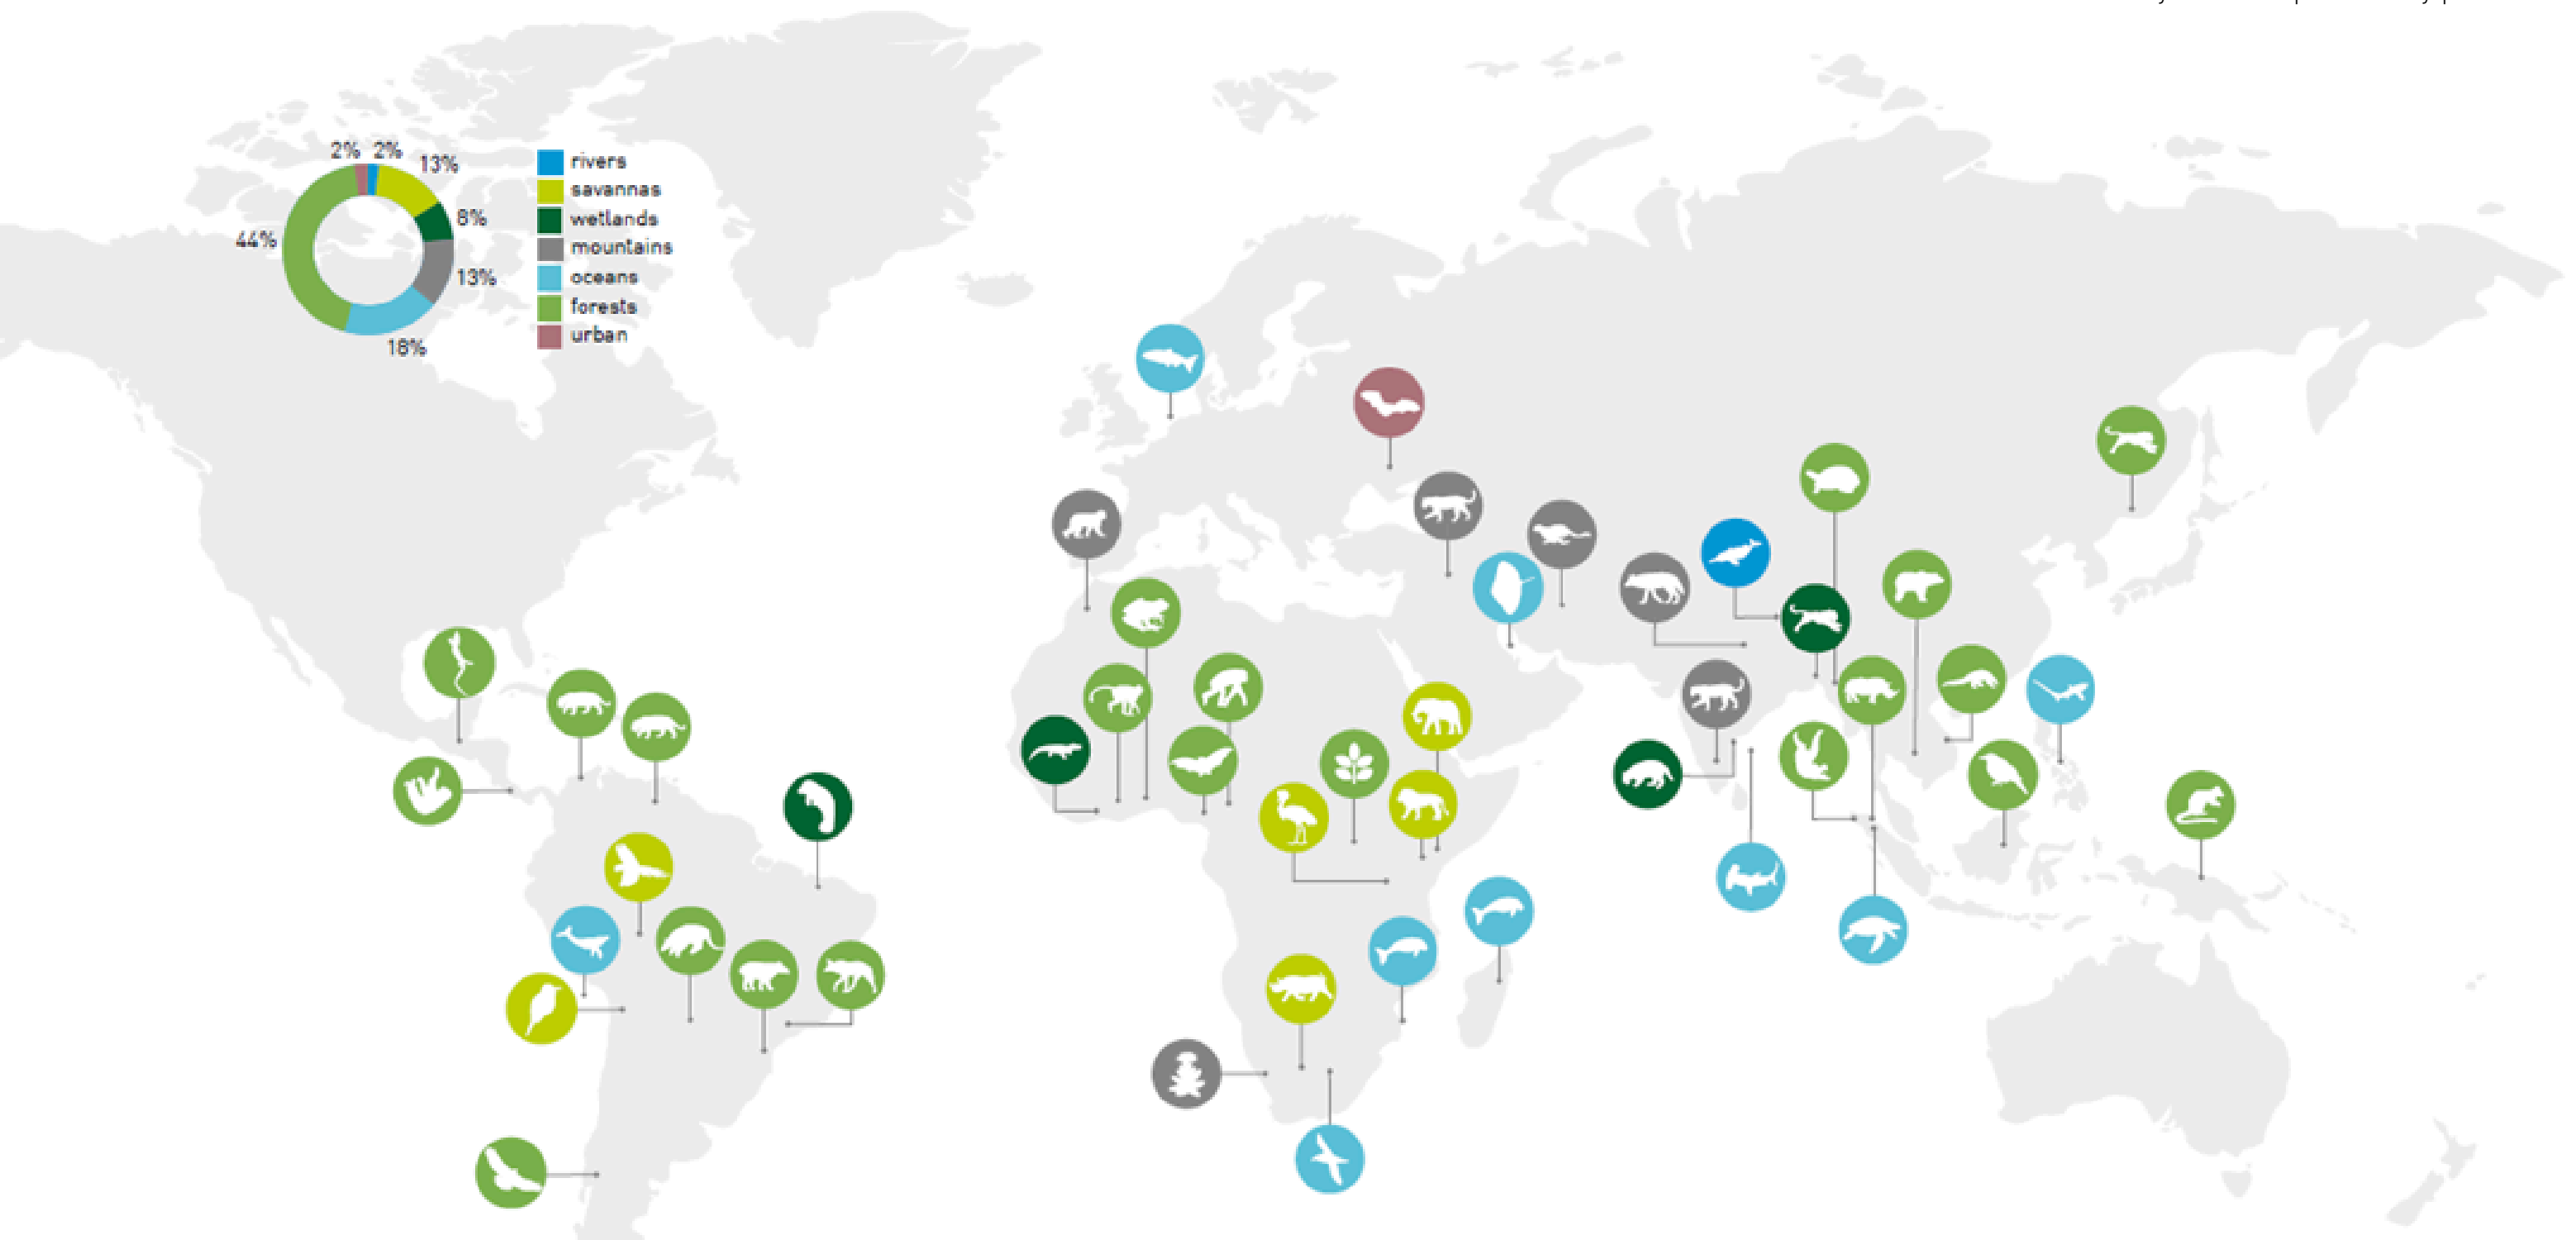 2% 2%
13%
8%
44%
13%
18%
rivers
savannas
wetlands
mountains
oceans
forests
urban